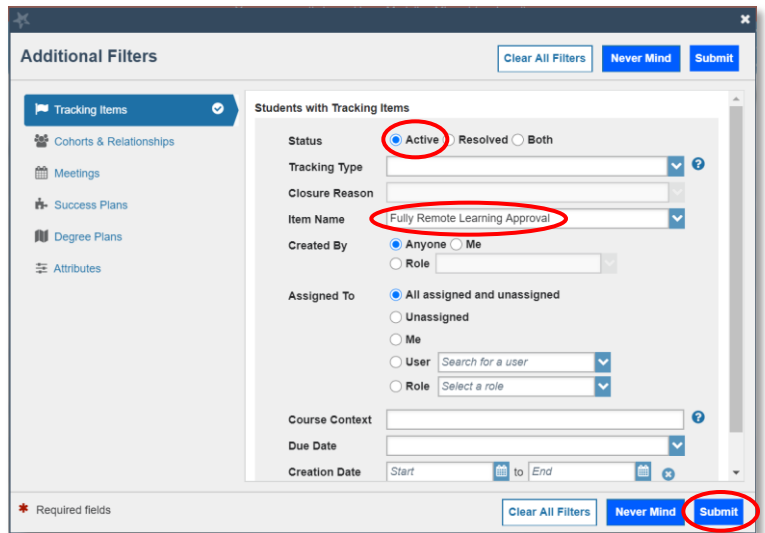 Additional Filters
Clear All Filters Never Mind Submit
Tracking Items
Cohorts & Relationships
Meetings
Success Plans
Degree Plans
Attributes
Students with Tracking Items
Status Active Resolved Both
Tracking Type
Closure Reason
Item Name Fully Remote Learning Approval
Created By Anyone Me
Role
Assigned To All assigned and unassigned
Unassigned
Me
User Search for a user
Role Select a role
Course Context
Due Date
Creation Date Start to End
* Required fields
Clear All Filters Never Mind Submit